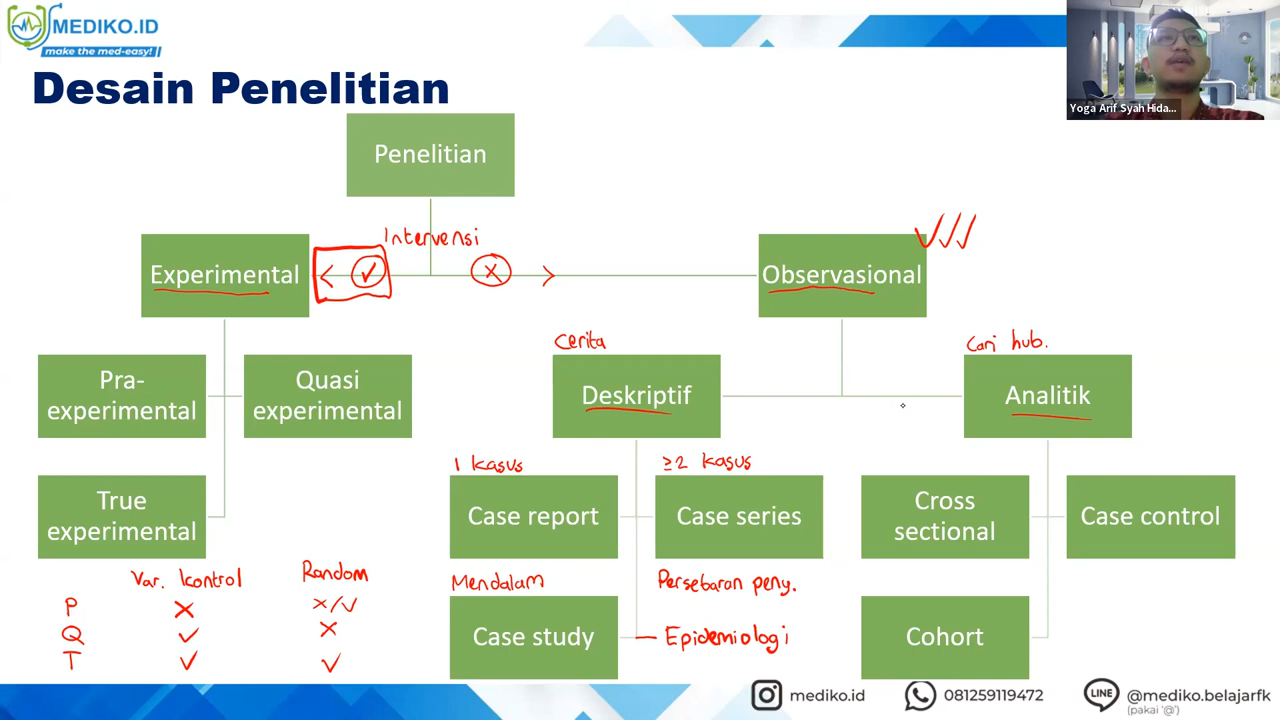 MEDIKO.ID
make the med-easy!
Desain Penelitian
Yoga Arif Syah Hida...
Penelitian
Intervensi
Experimental
< ✓ X >
Observasional
✓✓✓
Pra-
experimental
Quasi
experimental
True
experimental
Cerita
Deskriptif
Cari hub.
Analitik
1 kasus
Case report
≥2 kasus
Case series
Mendalam
Case study
Persebaran peny.
Epidemiologi
Cross
sectional
Case control
Cohort
Var. kontrol Random
P X X/✓
Q ✓ X
T ✓ ✓
mediko.id
081259119472
LINE
@mediko.belajarfk
(pakai '@')